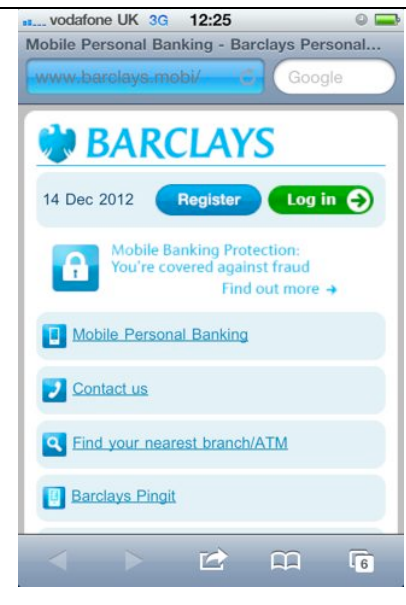 vodafone UK 3G 12:25
Mobile Personal Banking - Barclays Personal...
www.barclays.mobi/ Google
BARCLAYS
14 Dec 2012 Register Log in
Mobile Banking Protection:
You're covered against fraud
Find out more →
Mobile Personal Banking
Contact us
Find your nearest branch/ATM
Barclays Pingit
6